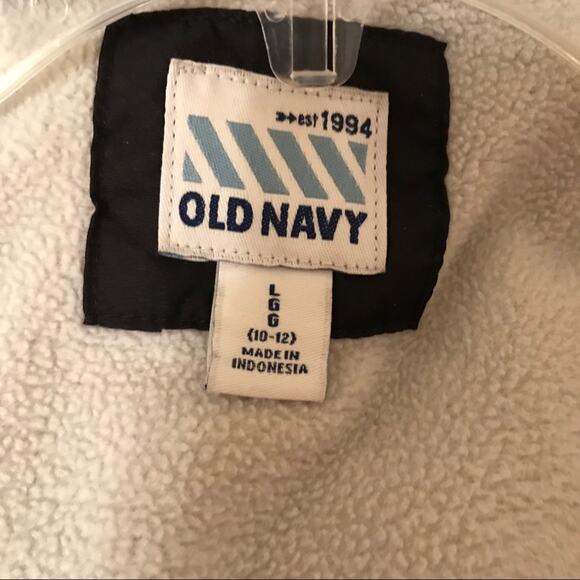 est 1994
OLD NAVY
L
G
G
(10-12)
MADE IN
INDONESIA